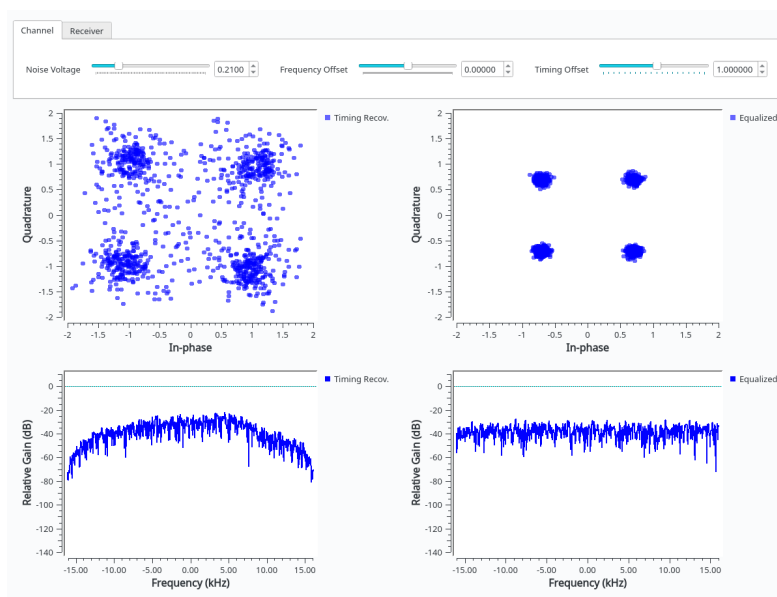 Channel Receiver
Noise Voltage 0.2100 Frequency Offset 0.00000 Timing Offset 1.000000
Timing Recov.
Quadrature
2
1.5
1
0.5
0
-0.5
-1
-1.5
-2
-2 -1.5 -1 -0.5 0 0.5 1 1.5 2
In-phase
Equalized
Quadrature
2
1.5
1
0.5
0
-0.5
-1
-1.5
-2
-2 -1.5 -1 -0.5 0 0.5 1 1.5 2
In-phase
Timing Recov.
Relative Gain (dB)
0
-20
-40
-60
-80
-100
-120
-140
-15.00 -10.00 -5.00 0.00 5.00 10.00 15.00
Frequency (kHz)
Equalized
Relative Gain (dB)
0
-20
-40
-60
-80
-100
-120
-140
-15.00 -10.00 -5.00 0.00 5.00 10.00 15.00
Frequency (kHz)